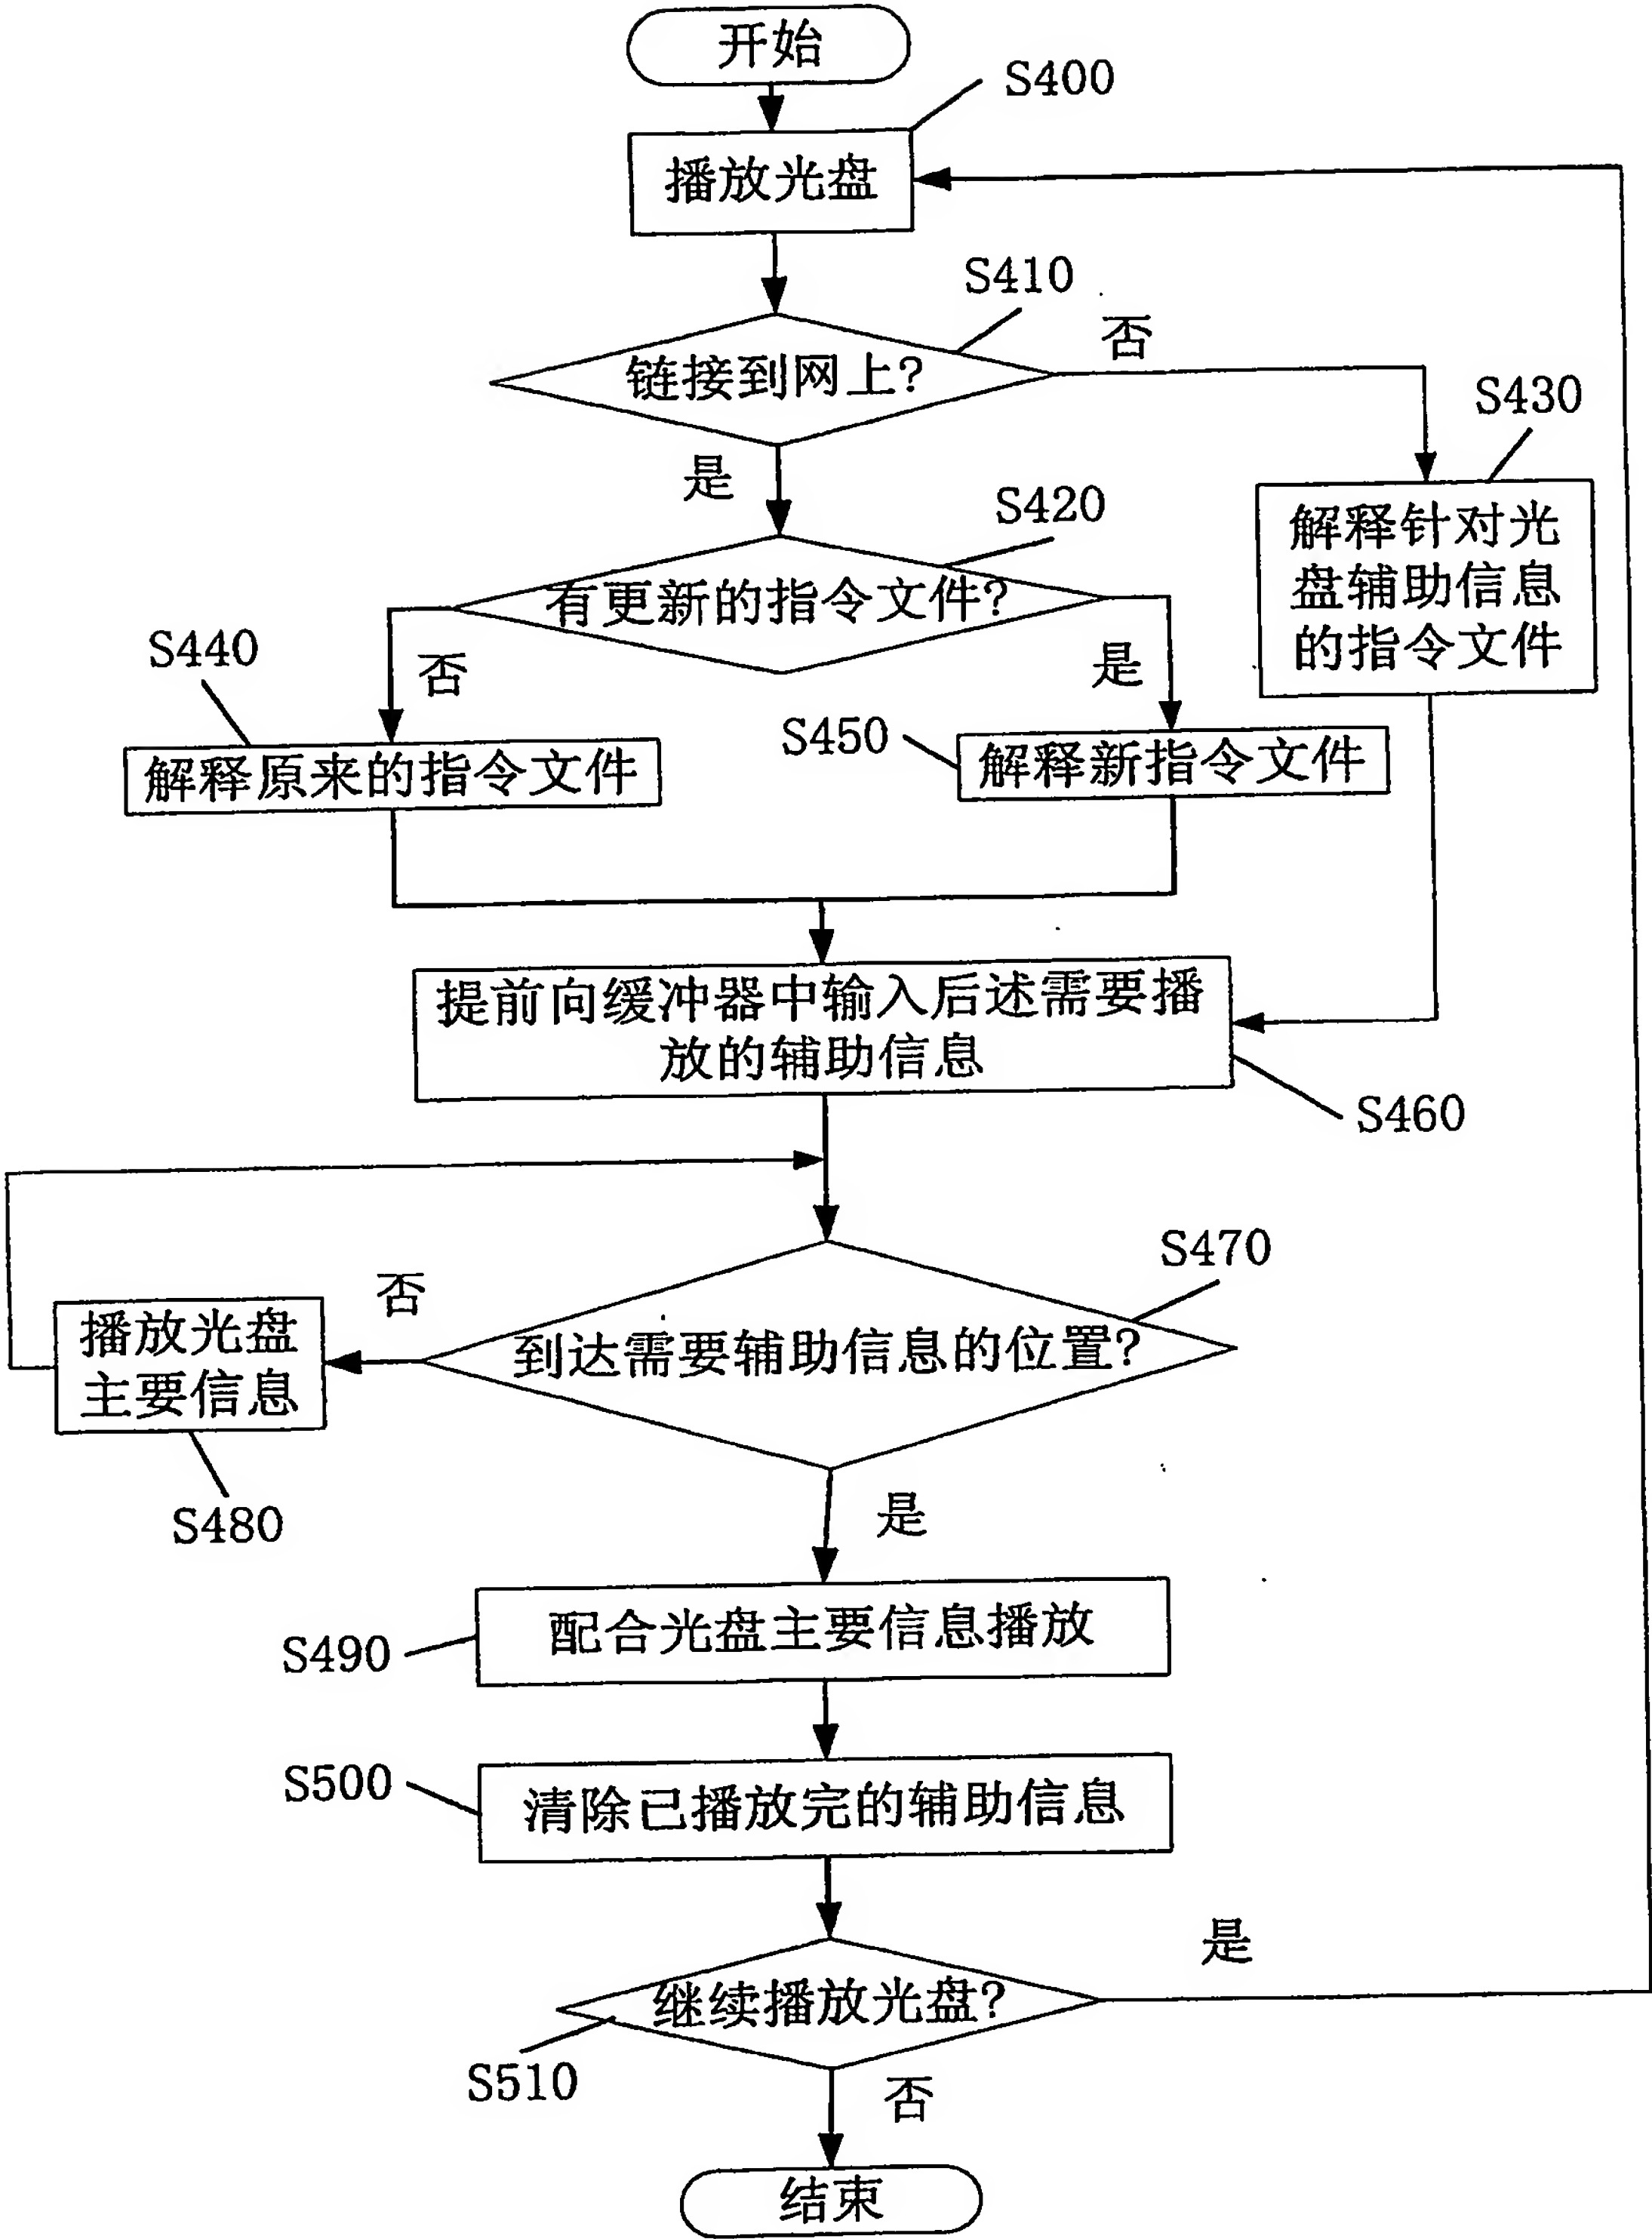 开始
S400
播放光盘
S410
否
链接到网上?
S430
是
S420
解释针对光
盘辅助信息
的指令文件
有更新的指令文件?
S440
否
是
S450
解释原来的指令文件
解释新指令文件
提前向缓冲器中输入后述需要播
放的辅助信息
S460
S470
否
播放光盘
主要信息
到达需要辅助信息的位置?
S480
是
配合光盘主要信息播放
S490
S500
清除已播放完的辅助信息
是
继续播放光盘?
S510
否
结束